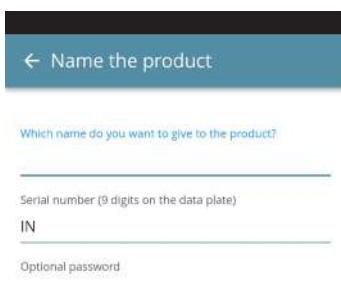 ← Name the product
Which name do you want to give to the product?
Serial number (9 digits on the data plate)
IN
Optional password